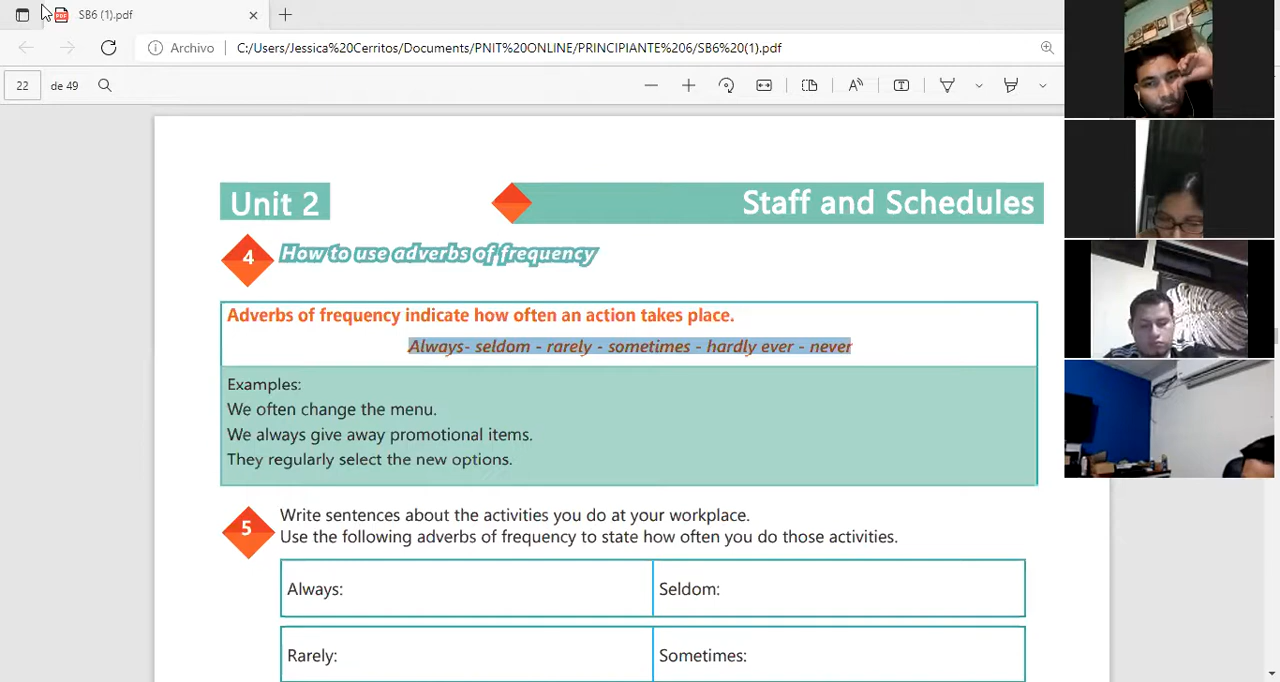 SB6 (1).pdf
Archivo
C:/Users/Jessica%20Cerritos/Documents/PNIT%20ONLINE/PRINCIPIANTE%206/SB6%20(1).pdf
22 de 49
Unit 2
Staff and Schedules
4 How to use adverbs of frequency
Adverbs of frequency indicate how often an action takes place.
Always- seldom - rarely - sometimes - hardly ever - never
Examples:
We often change the menu.
We always give away promotional items.
They regularly select the new options.
5 Write sentences about the activities you do at your workplace.
Use the following adverbs of frequency to state how often you do those activities.
Always:
Seldom:
Rarely:
Sometimes: